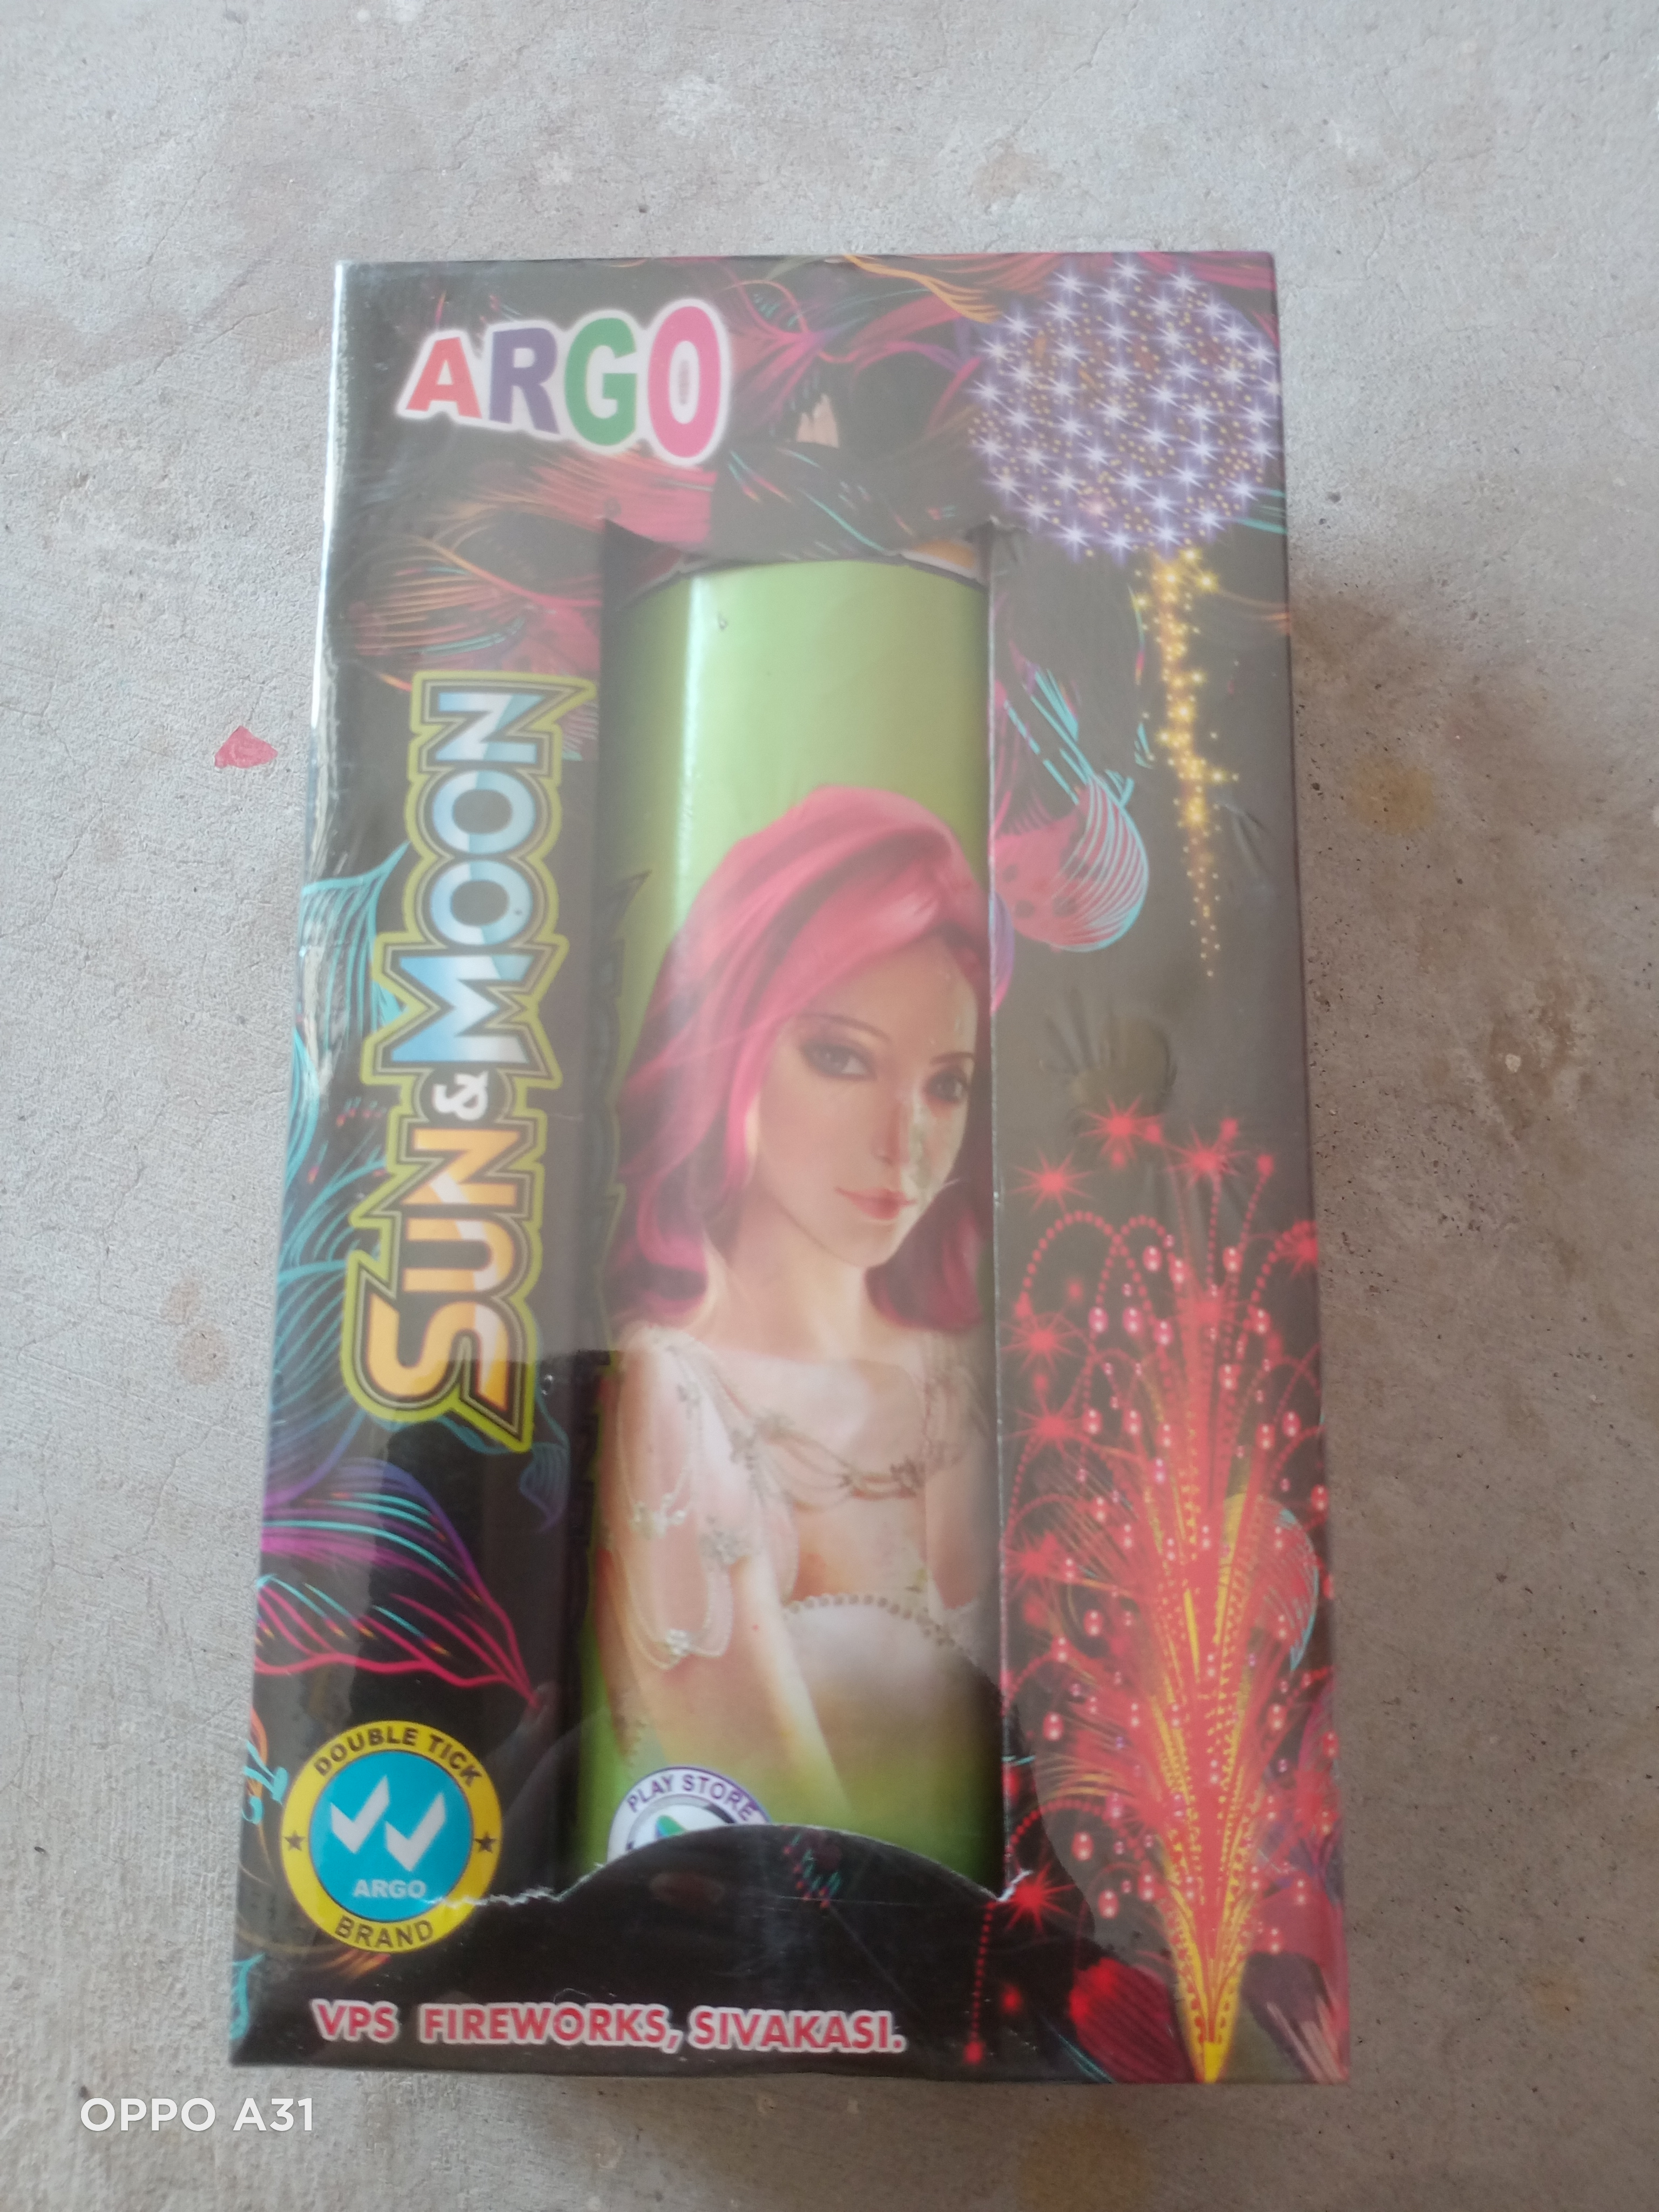 ARGO
SUN & MOON
PLAY STORE
DOUBLE TICK
ARGO
BRAND
VPS FIREWORKS, SIVAKASI.
OPPO A31